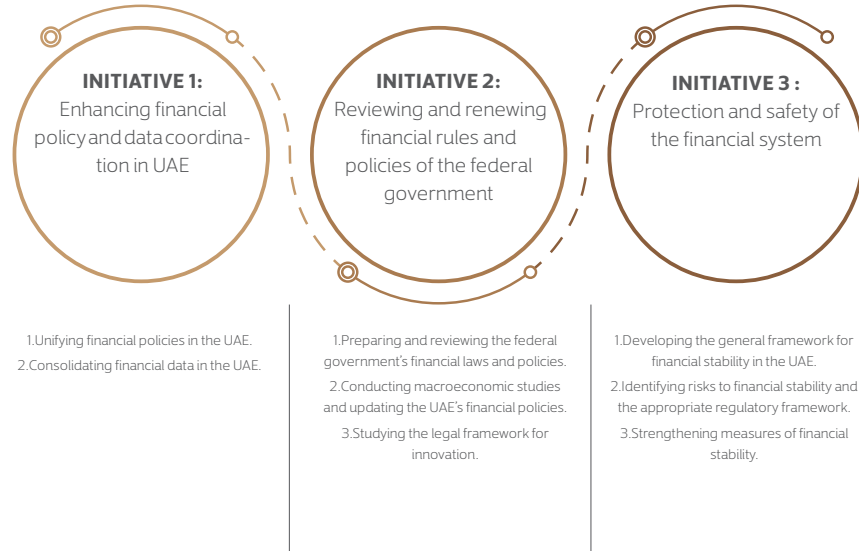 INITIATIVE 1:
Enhancing financial
policy and data coordina-
tion in UAE
INITIATIVE 2:
Reviewing and renewing
financial rules and
policies of the federal
government
INITIATIVE 3 :
Protection and safety of
the financial system
1.Unifying financial policies in the UAE.
2.Consolidating financial data in the UAE.
1.Preparing and reviewing the federal
government's financial laws and policies.
2.Conducting macroeconomic studies
and updating the UAE's financial policies.
3.Studying the legal framework for
innovation.
1.Developing the general framework for
financial stability in the UAE.
2.Identifying risks to financial stability and
the appropriate regulatory framework.
3.Strengthening measures of financial
stability.